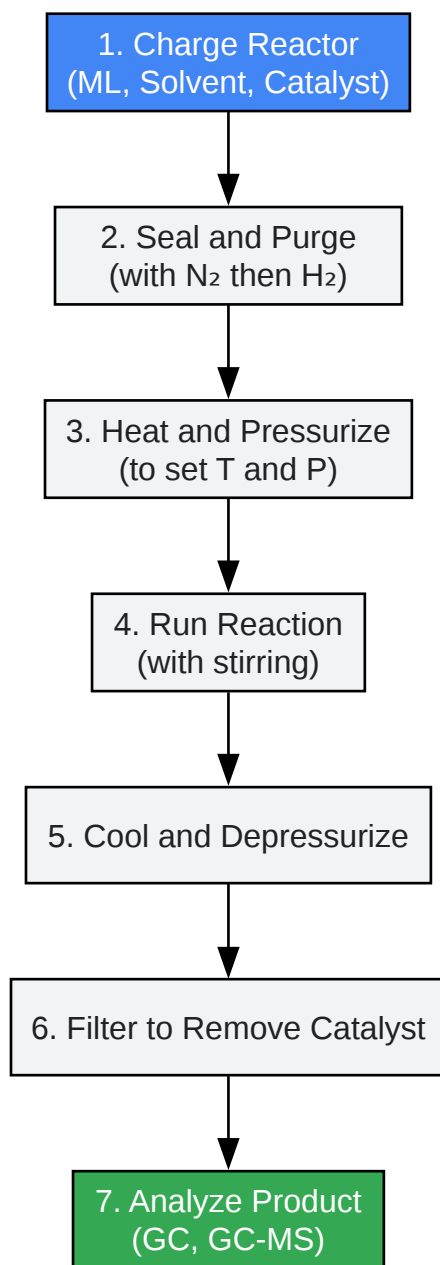 1. Charge Reactor
(ML, Solvent, Catalyst)
2. Seal and Purge
(with N₂ then H₂)
3. Heat and Pressurize
(to set T and P)
4. Run Reaction
(with stirring)
5. Cool and Depressurize
6. Filter to Remove Catalyst
7. Analyze Product
(GC, GC-MS)